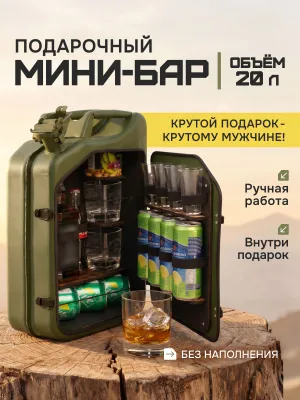 ПОДАРОЧНЫЙ
МИНИ-БАР
ОБЪЁМ
20 Л
КРУТОЙ ПОДАРОК -
КРУТОМУ МУЖЧИНЕ!
Ручная
работа
Внутри
подарок
БЕЗ НАПОЛНЕНИЯ